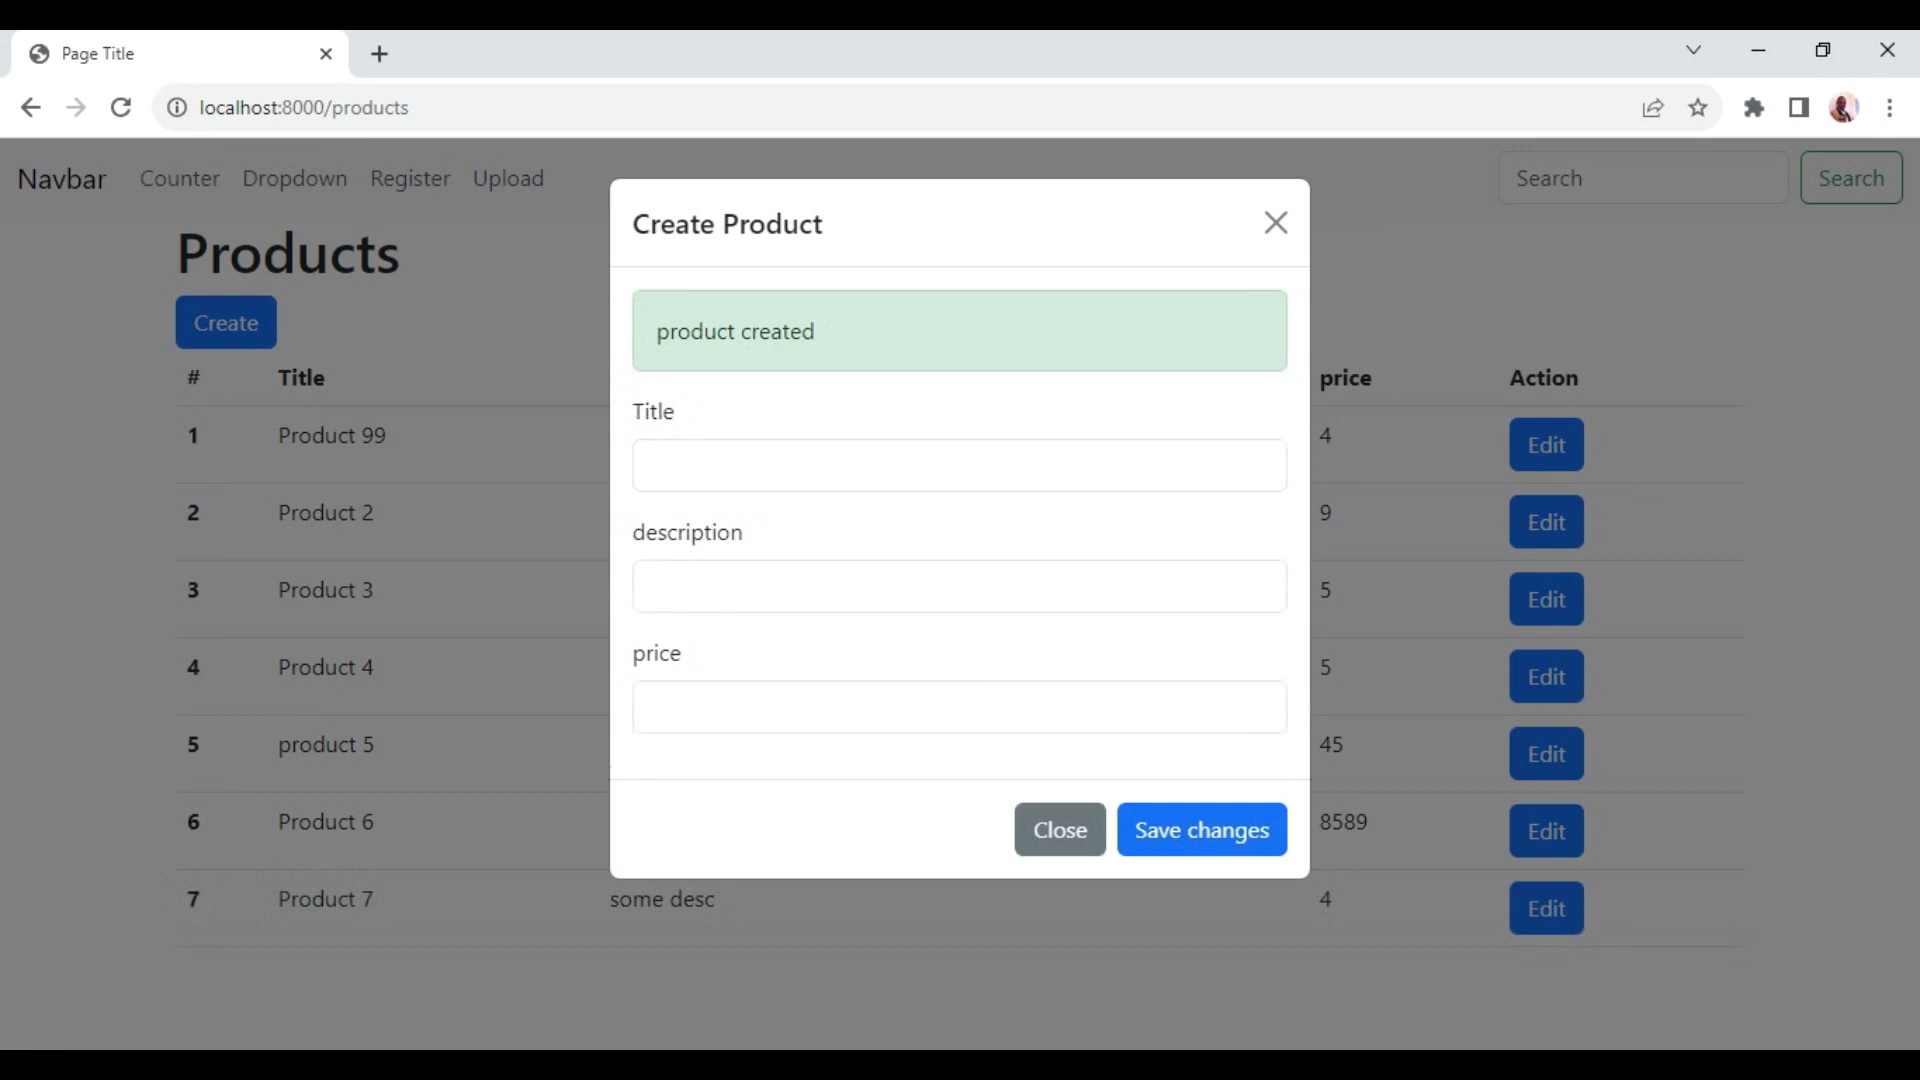 Page Title
localhost:8000/products
Navbar Counter Dropdown Register Upload Search Search
Products
Create
# Title price Action
1 Product 99 4 Edit
2 Product 2 9 Edit
3 Product 3 5 Edit
4 Product 4 5 Edit
5 product 5 45 Edit
6 Product 6 8589 Edit
7 Product 7 some desc 4 Edit
Create Product
product created
Title
description
price
Close Save changes